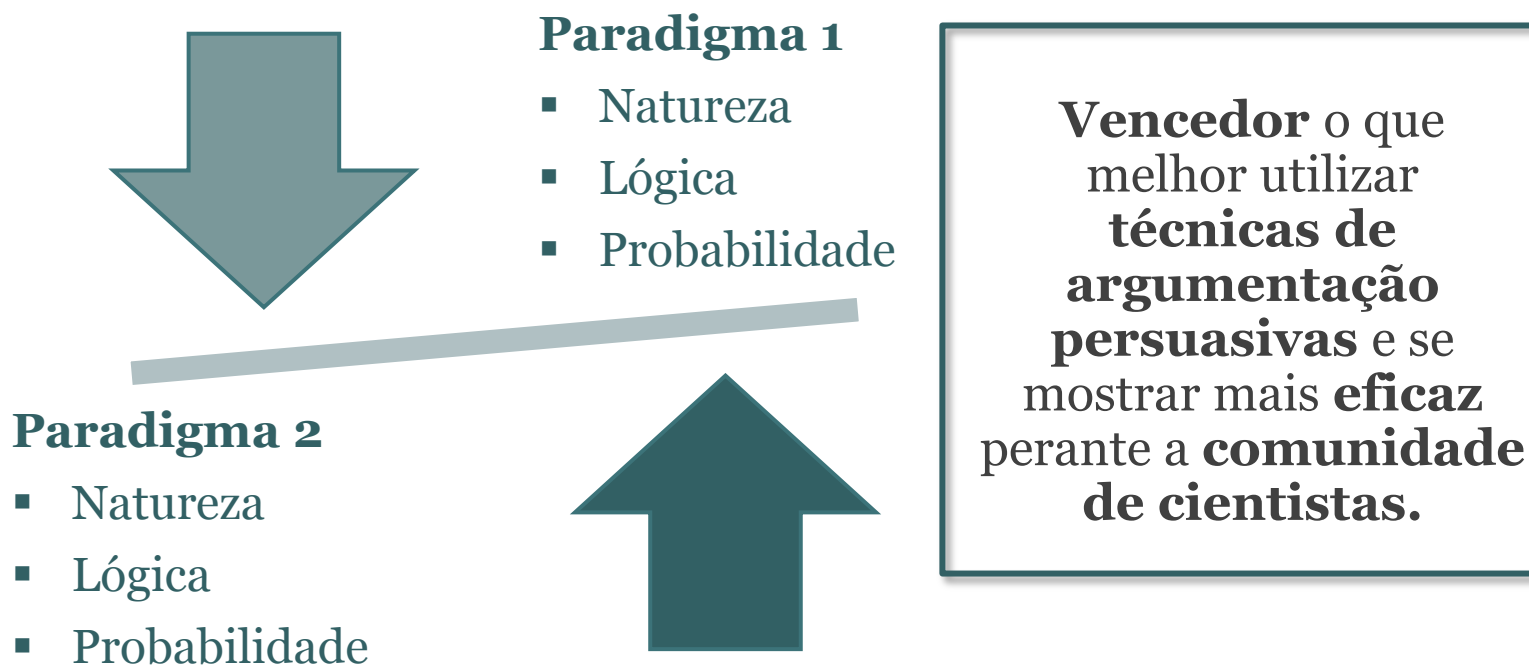 Paradigma 1
▪ Natureza
▪ Lógica
▪ Probabilidade
Vencedor o que
melhor utilizar
técnicas de
argumentação
persuasivas e se
mostrar mais eficaz
perante a comunidade
de cientistas.
Paradigma 2
▪ Natureza
▪ Lógica
▪ Probabilidade